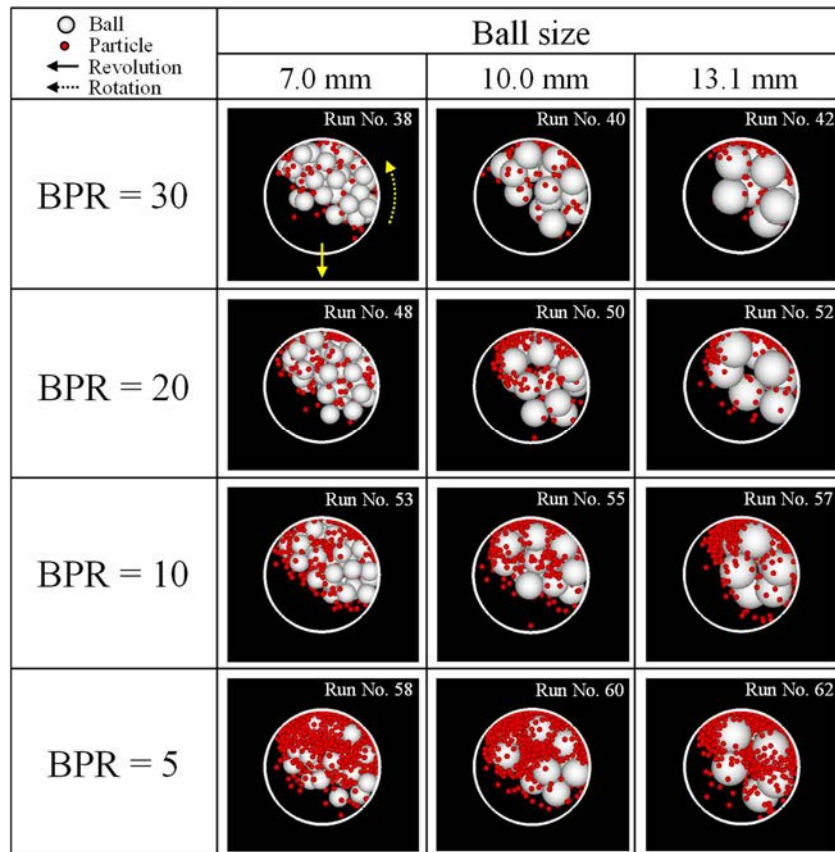 Ball
Particle
Revolution
Rotation
Ball size
7.0 mm
10.0 mm
13.1 mm
BPR = 30
Run No. 38
Run No. 40
Run No. 42
BPR = 20
Run No. 48
Run No. 50
Run No. 52
BPR = 10
Run No. 53
Run No. 55
Run No. 57
BPR = 5
Run No. 58
Run No. 60
Run No. 62